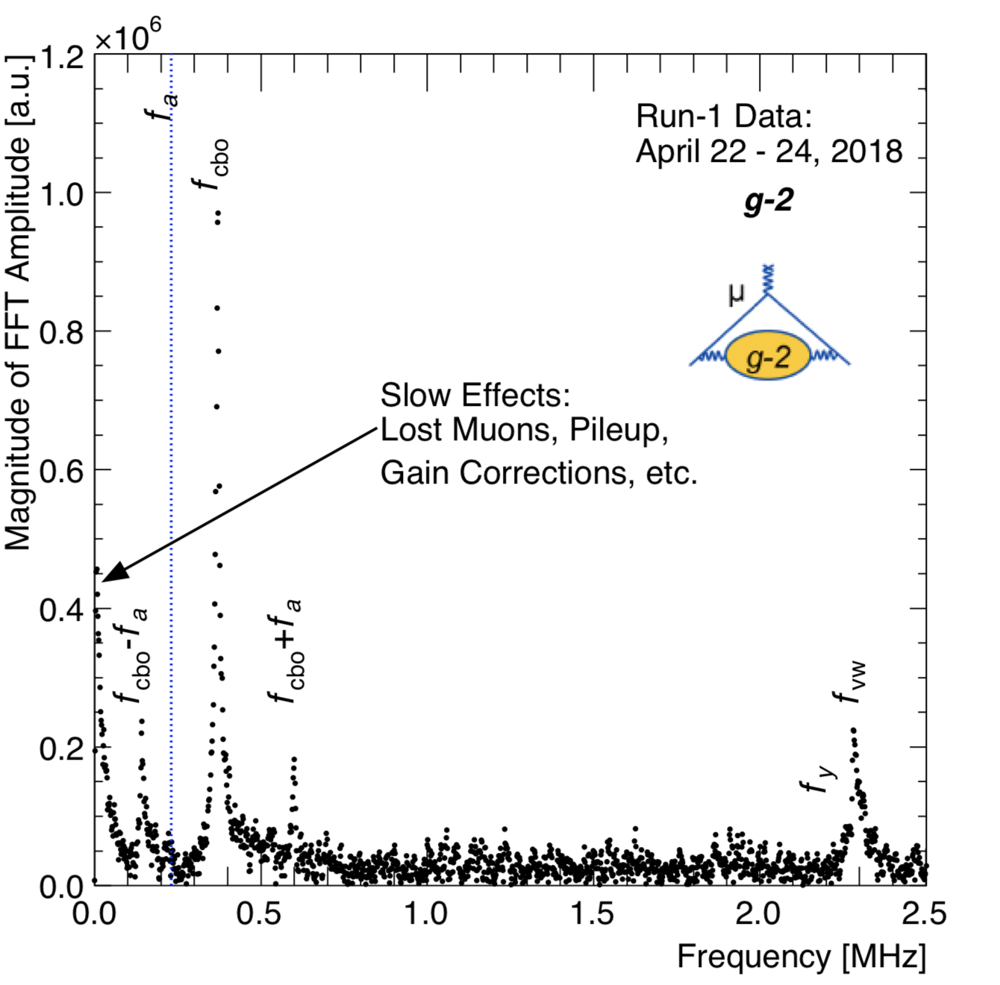 ×10⁶
Magnitude of FFT Amplitude [a.u.]
1.2
1.0
0.8
0.6
0.4
0.2
0.0
f_a
f_cbo
Run-1 Data:
April 22 - 24, 2018
g-2
μ
g-2
Slow Effects:
Lost Muons, Pileup,
Gain Corrections, etc.
f_cbo-f_a
f_cbo+f_a
f_y
f_vw
0.0 0.5 1.0 1.5 2.0 2.5
Frequency [MHz]